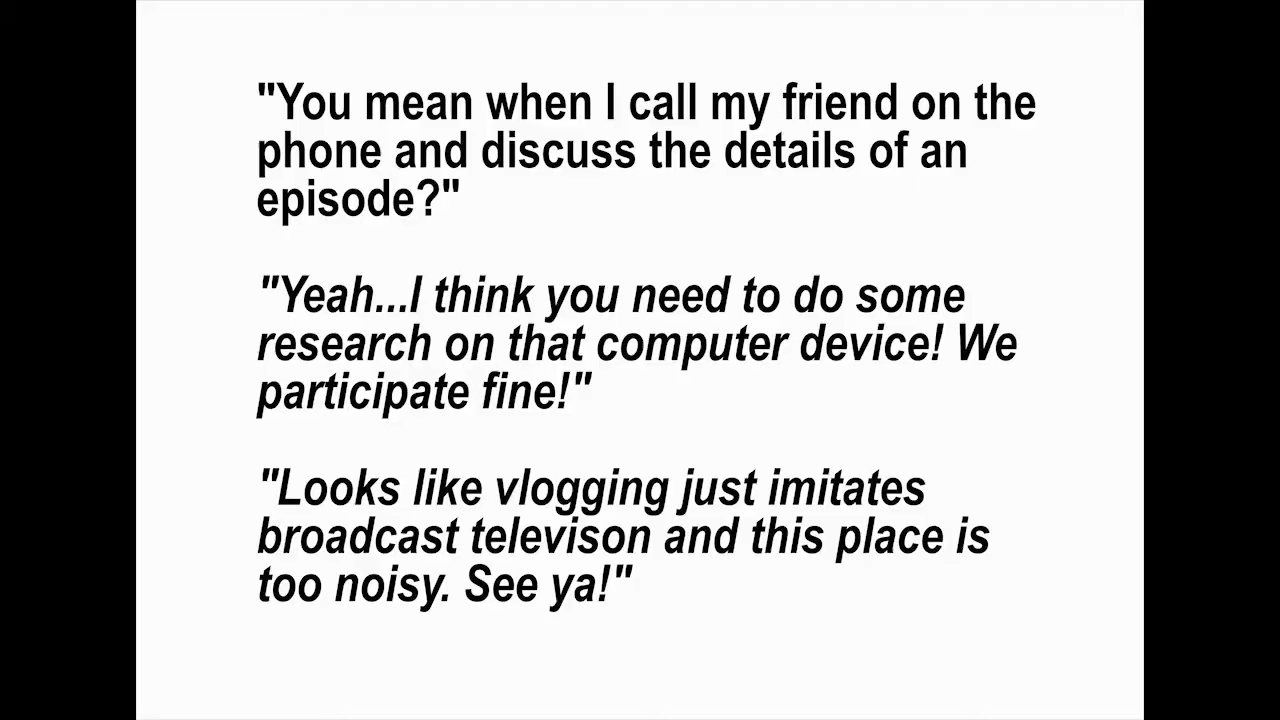 "You mean when I call my friend on the
phone and discuss the details of an
episode?"
"Yeah...I think you need to do some
research on that computer device! We
participate fine!"
"Looks like vlogging just imitates
broadcast televison and this place is
too noisy. See ya!"